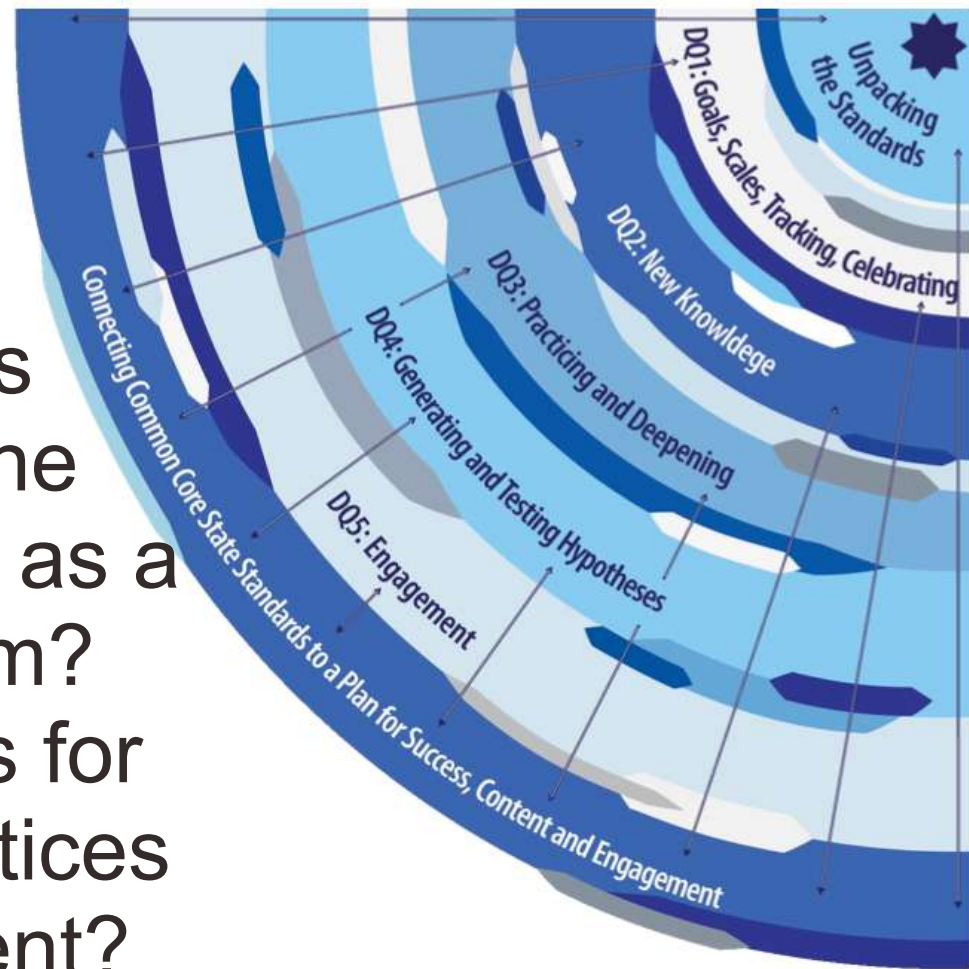 s
ne
as a
m?
s for
tices
ent?
Unpacking
the Standards
DQ1: Goals, Scales, Tracking, Celebrating
DQ2: New Knowldege
DQ3: Practicing and Deepening
DQ4: Generating and Testing Hypotheses
DQ5: Engagement
Connecting Common Core State Standards to a Plan for Success, Content and Engagement